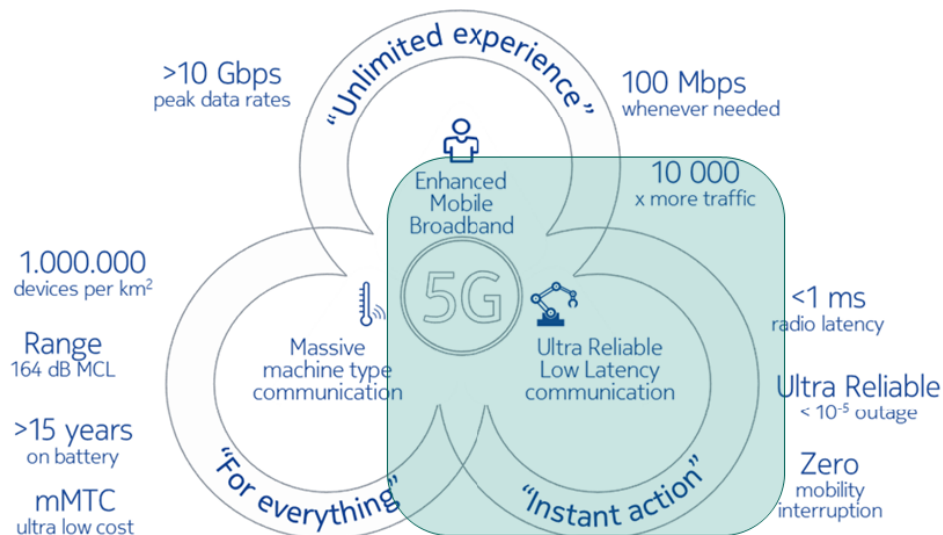 “Unlimited experience”
>10 Gbps
peak data rates
100 Mbps
whenever needed
Enhanced
Mobile
Broadband
10 000
x more traffic
5G
1.000.000
devices per km²
Range
164 dB MCL
>15 years
on battery
mMTC
ultra low cost
Massive
machine type
communication
Ultra Reliable
Low Latency
communication
<1 ms
radio latency
Ultra Reliable
< 10⁻⁵ outage
Zero
mobility
interruption
“For everything”
“Instant action”